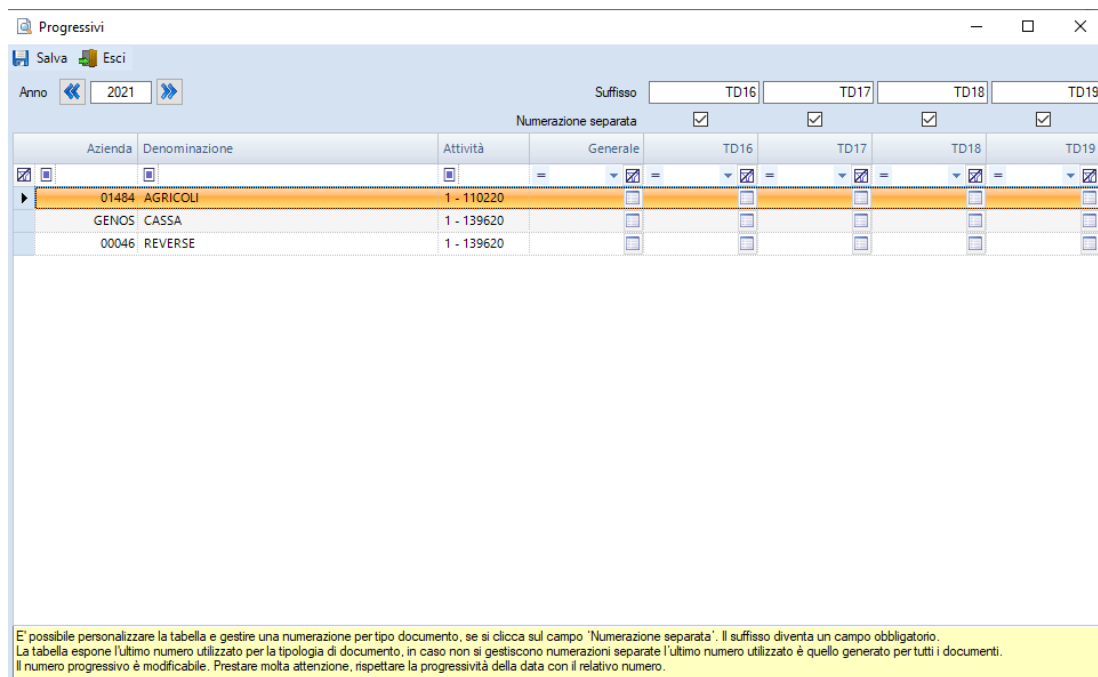 Progressivi
Salva Esci
Anno 2021 Suffisso TD16 TD17 TD18 TD19
Numerazione separata
Azienda Denominazione Attività Generale TD16 TD17 TD18 TD19
= = = = =
01484 AGRICOLI 1 - 110220
GENOS CASSA 1 - 139620
00046 REVERSE 1 - 139620
E' possibile personalizzare la tabella e gestire una numerazione per tipo documento, se si clicca sul campo 'Numerazione separata'. Il suffisso diventa un campo obbligatorio.
La tabella espone l'ultimo numero utilizzato per la tipologia di documento, in caso non si gestiscono numerazioni separate l'ultimo numero utilizzato è quello generato per tutti i documenti.
Il numero progressivo è modificabile. Prestare molta attenzione, rispettare la progressività della data con il relativo numero.